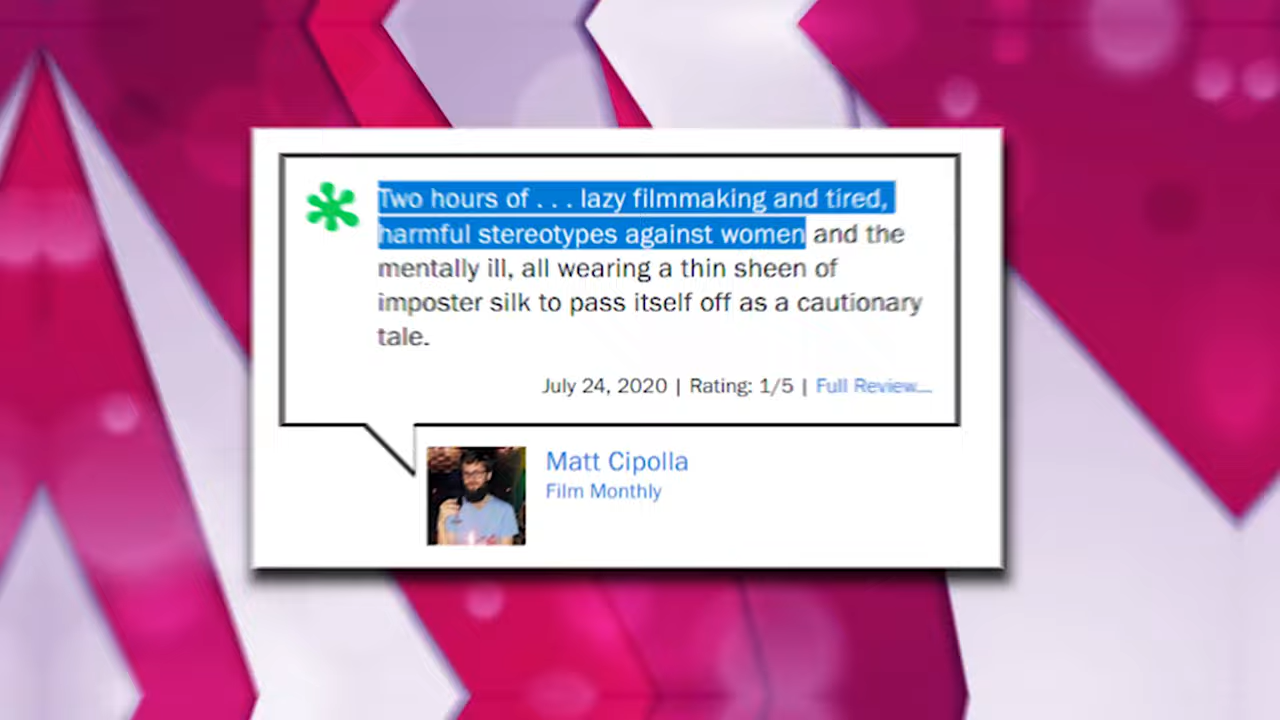 Two hours of . . . lazy filmmaking and tired,
harmful stereotypes against women and the
mentally ill, all wearing a thin sheen of
imposter silk to pass itself off as a cautionary
tale.
July 24, 2020 | Rating: 1/5 | Full Review...
Matt Cipolla
Film Monthly